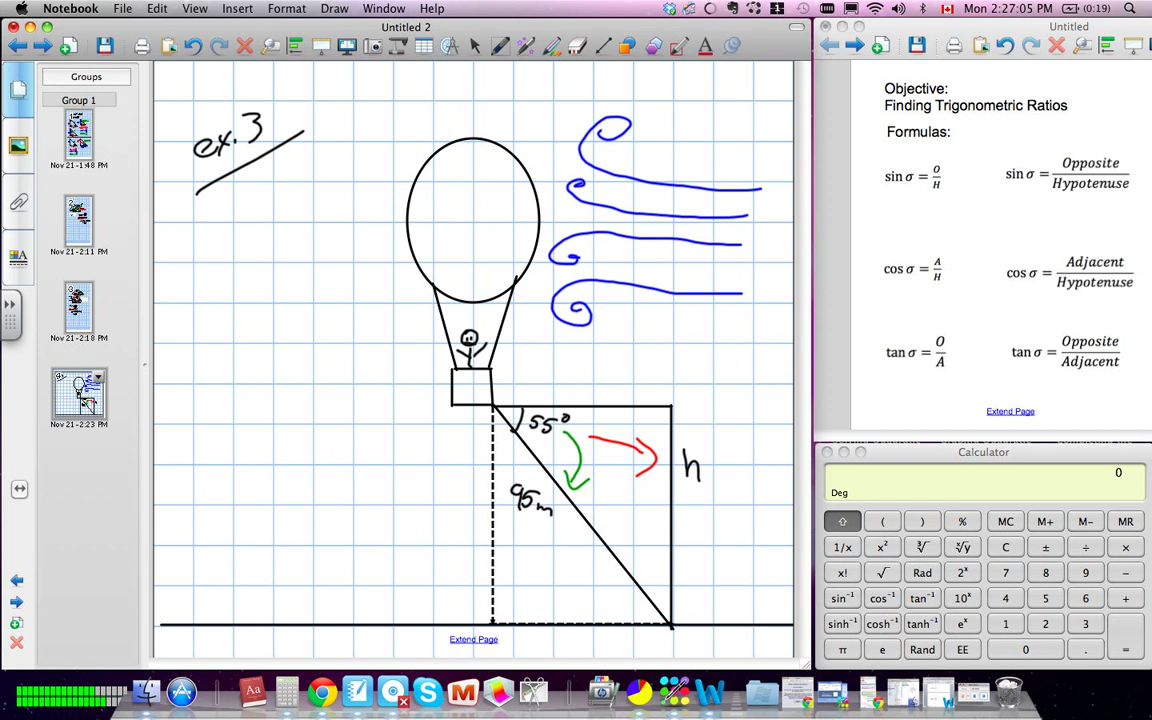 Notebook File Edit View Insert Format Draw Window Help
Mon 2:27:05 PM (0:19)
Untitled 2
Groups
Group 1
Nov 21-1:48 PM
Nov 21-2:11 PM
Nov 21-2:18 PM
Nov 21-2:23 PM
ex. 3
55°
95m
h
Extend Page
Untitled
Objective:
Finding Trigonometric Ratios
Formulas:
sin σ = O/H sin σ = Opposite/Hypotenuse
cos σ = A/H cos σ = Adjacent/Hypotenuse
tan σ = O/A tan σ = Opposite/Adjacent
Extend Page
Calculator
0
Deg
( ) % MC M+ M- MR
1/x x² ³√ ˣ√y C ± ÷ ×
x! √ Rad 2ˣ 7 8 9 −
sin⁻¹ cos⁻¹ tan⁻¹ 10ˣ 4 5 6 +
sinh⁻¹ cosh⁻¹ tanh⁻¹ eˣ 1 2 3
π e Rand EE 0 . =
Aa